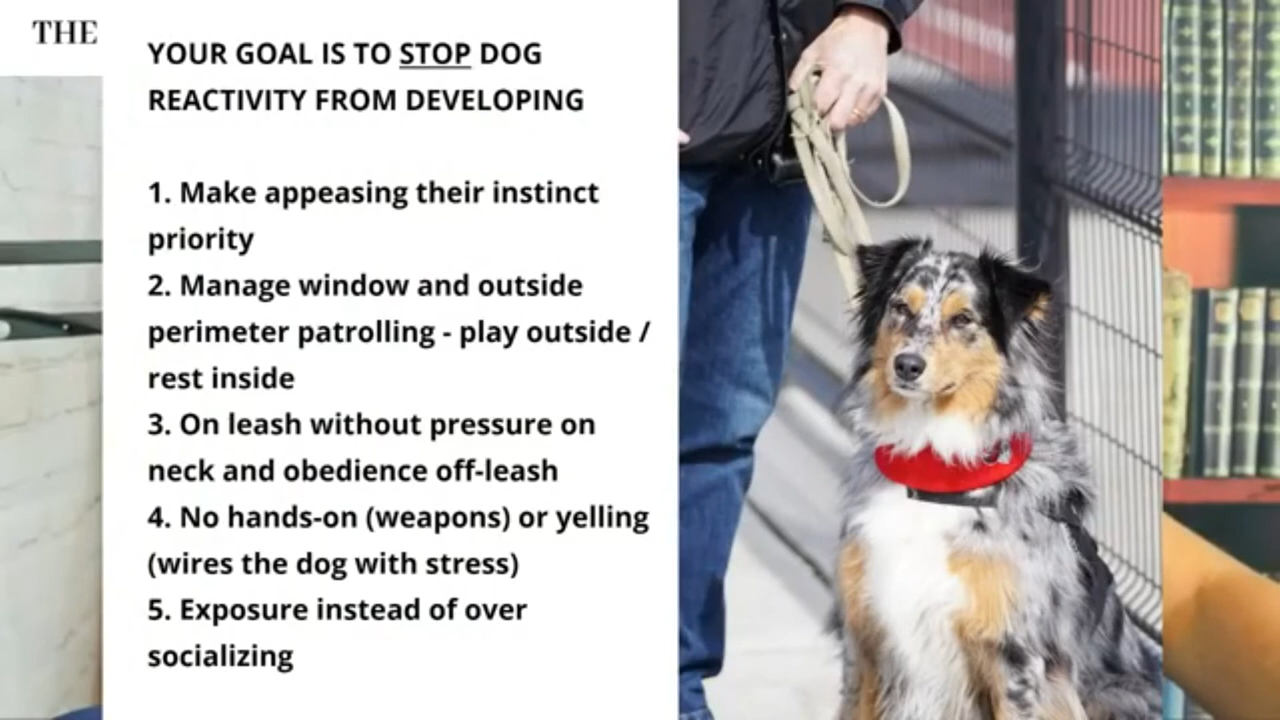 THE
YOUR GOAL IS TO STOP DOG
REACTIVITY FROM DEVELOPING
1. Make appeasing their instinct
priority
2. Manage window and outside
perimeter patrolling - play outside /
rest inside
3. On leash without pressure on
neck and obedience off-leash
4. No hands-on (weapons) or yelling
(wires the dog with stress)
5. Exposure instead of over
socializing